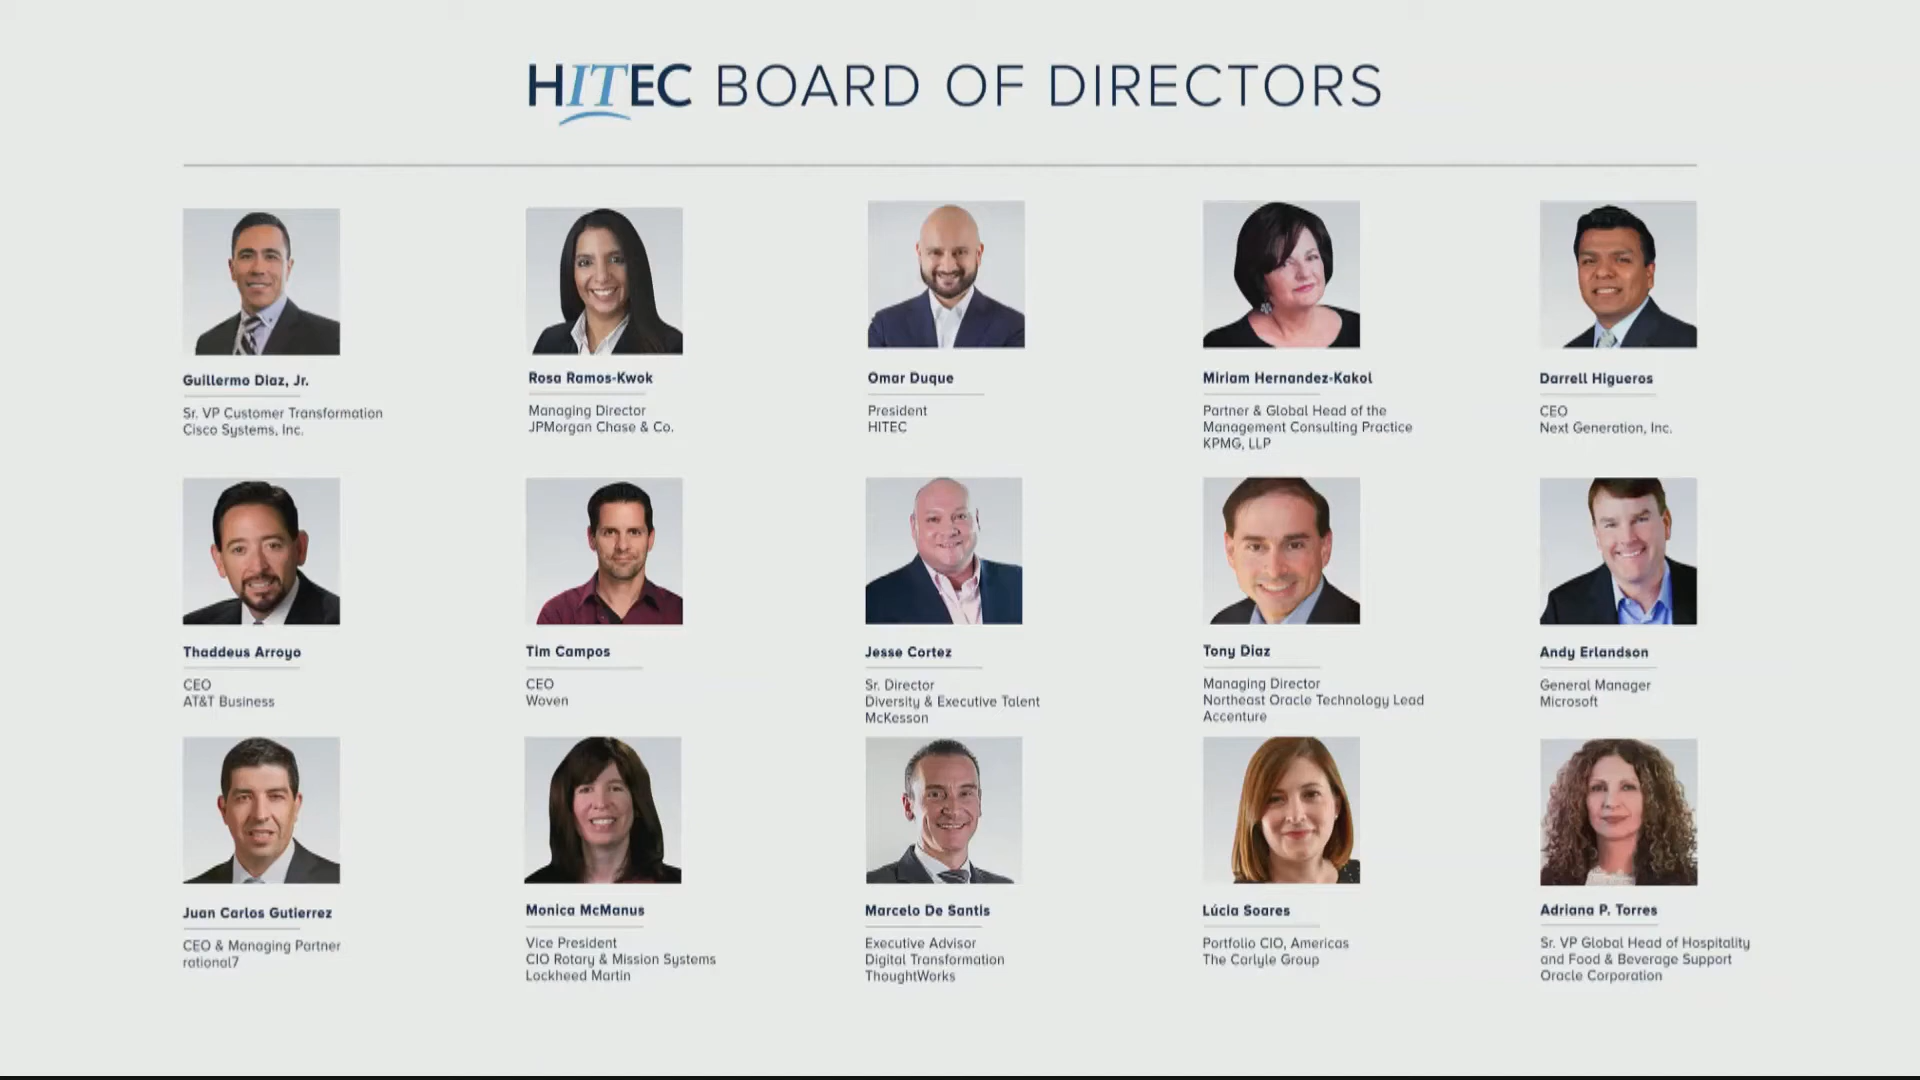 HITEC BOARD OF DIRECTORS
Guillermo Diaz, Jr.
Sr. VP Customer Transformation
Cisco Systems, Inc.
Rosa Ramos-Kwok
Managing Director
JPMorgan Chase & Co.
Omar Duque
President
HITEC
Miriam Hernandez-Kakol
Partner & Global Head of the
Management Consulting Practice
KPMG, LLP
Darrell Higueros
CEO
Next Generation, Inc.
Thaddeus Arroyo
CEO
AT&T Business
Tim Campos
CEO
Woven
Jesse Cortez
Sr. Director
Diversity & Executive Talent
McKesson
Tony Diaz
Managing Director
Northeast Oracle Technology Lead
Accenture
Andy Erlandson
General Manager
Microsoft
Juan Carlos Gutierrez
CEO & Managing Partner
rational7
Monica McManus
Vice President
CIO Rotary & Mission Systems
Lockheed Martin
Marcelo De Santis
Executive Advisor
Digital Transformation
ThoughtWorks
Lúcia Soares
Portfolio CIO, Americas
The Carlyle Group
Adriana P. Torres
Sr. VP Global Head of Hospitality
and Food & Beverage Support
Oracle Corporation